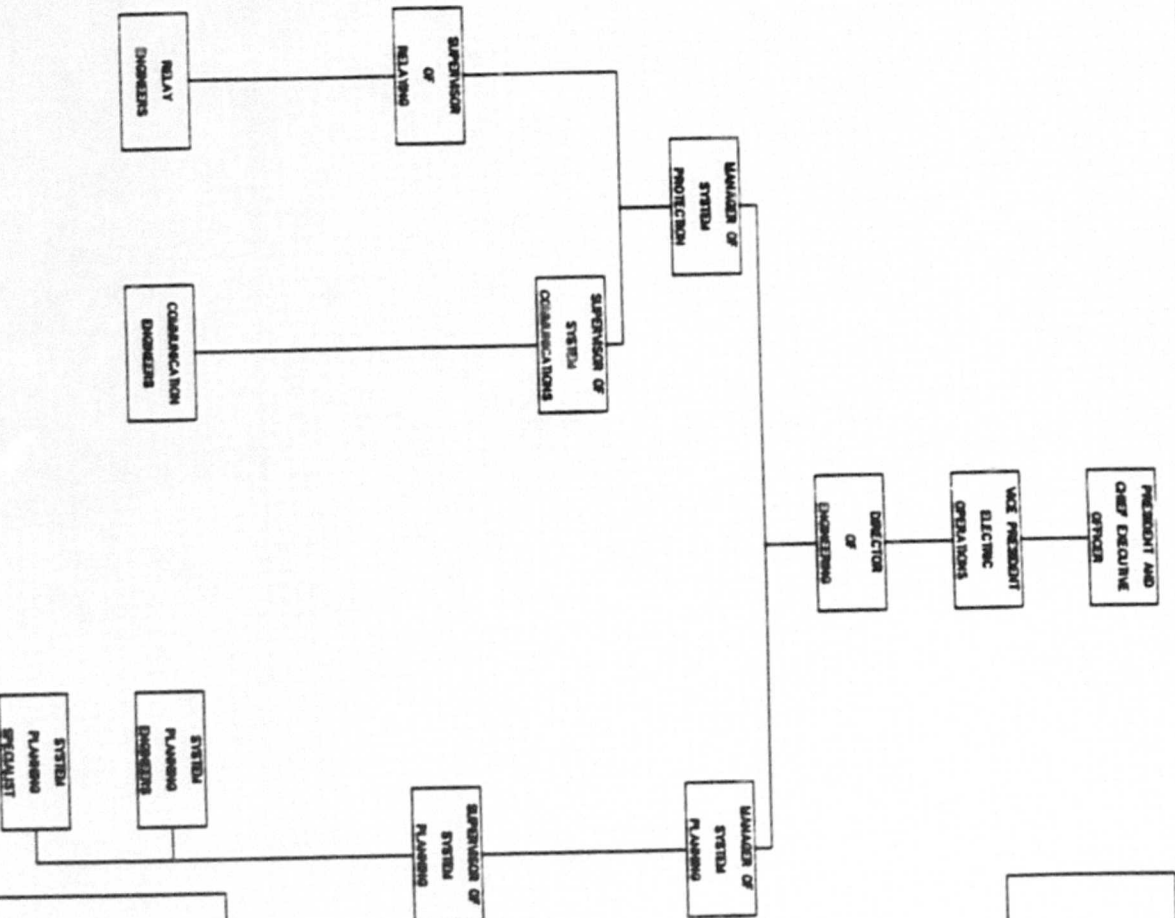 PRESIDENT AND
CHIEF EXECUTIVE
OFFICER
VICE PRESIDENT
ELECTRIC
OPERATIONS
DIRECTOR
OF
ENGINEERING
MANAGER OF
SYSTEM
PROTECTION
MANAGER OF
SYSTEM
PLANNING
SUPERVISOR OF
SYSTEM
COMMUNICATIONS
SUPERVISOR
OF
RELAYING
SUPERVISOR OF
SYSTEM
PLANNING
RELAY
ENGINEERS
COMMUNICATION
ENGINEERS
SYSTEM
PLANNING
ENGINEERS
SYSTEM
PLANNING
SPECIALIST